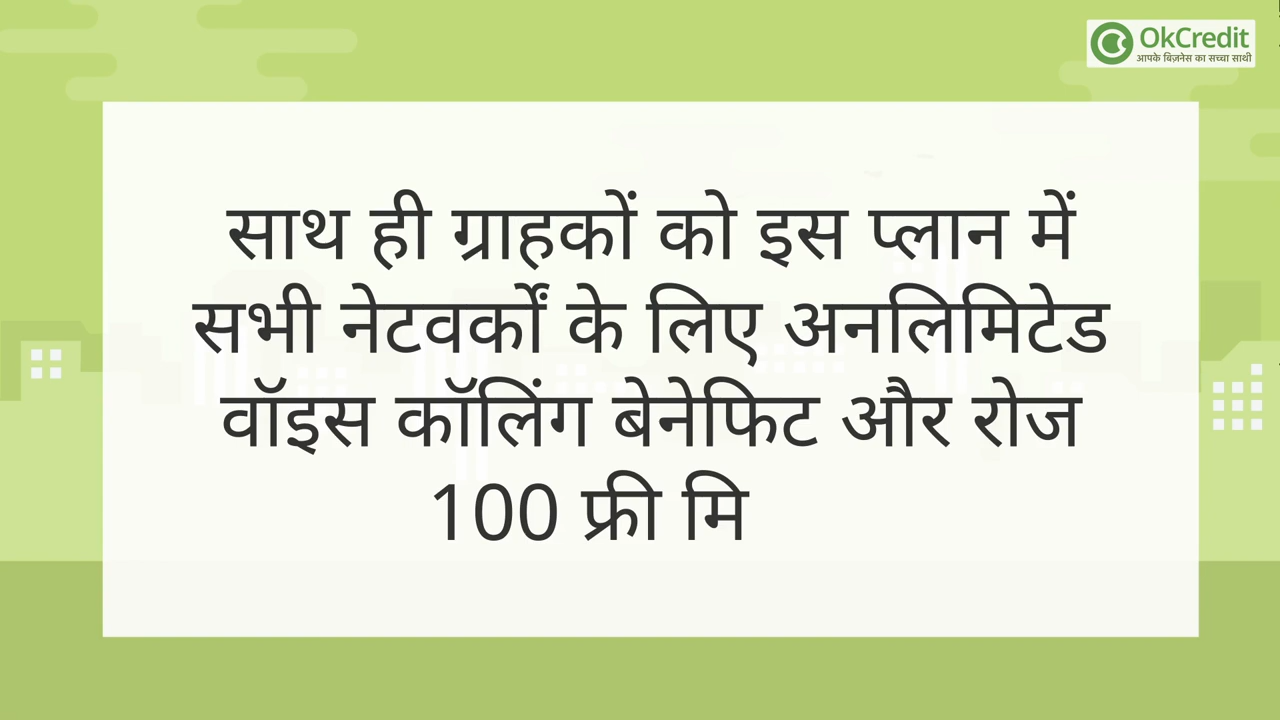 OkCredit
आपके बिज़नेस का सच्चा साथी
साथ ही ग्राहकों को इस प्लान में
सभी नेटवर्कों के लिए अनलिमिटेड
वॉइस कॉलिंग बेनेफिट और रोज
100 फ्री मि